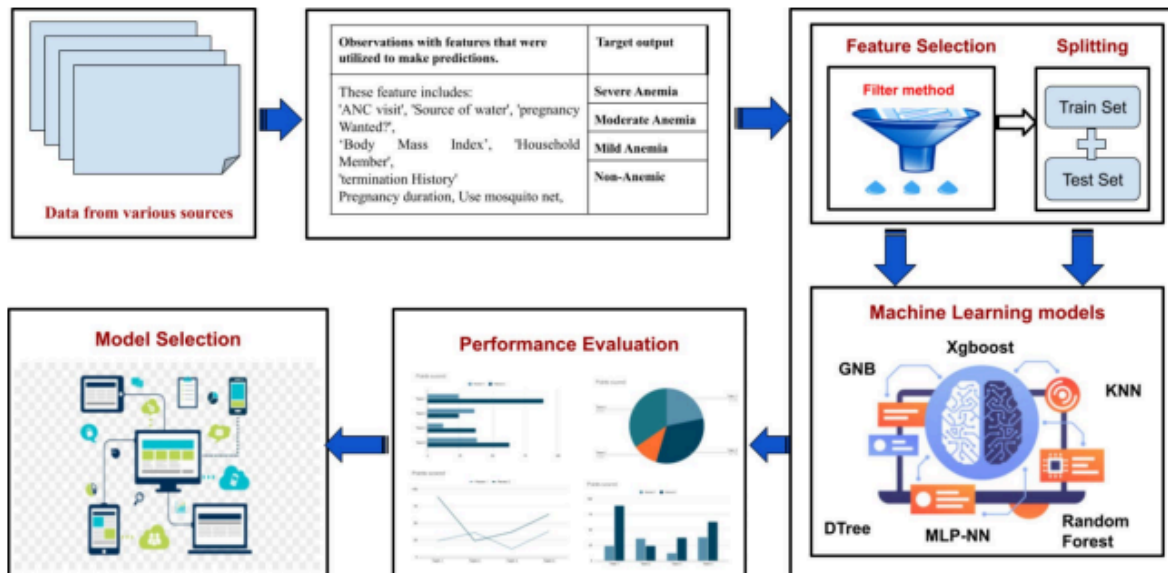 Data from various sources
Observations with features that were
utilized to make predictions.
Target output
These feature includes:
'ANC visit', 'Source of water', 'pregnancy
Wanted?',
‘Body Mass Index’, 'Household
Member',
'termination History'
Pregnancy duration, Use mosquito net,
Severe Anemia
Moderate Anemia
Mild Anemia
Non-Anemic
Feature Selection
Splitting
Filter method
Train Set
Test Set
Model Selection
Performance Evaluation
Machine Learning models
Xgboost
GNB
KNN
DTree
MLP-NN
Random
Forest